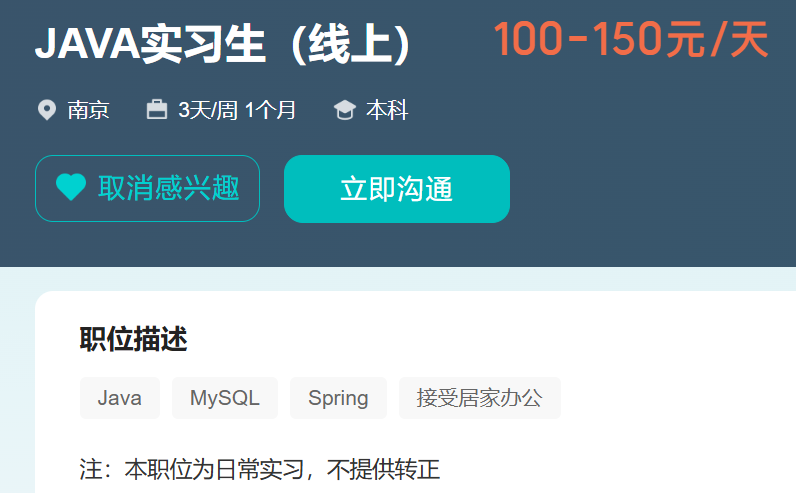 JAVA实习生（线上） 100-150元/天
南京 3天/周 1个月 本科
取消感兴趣 立即沟通
职位描述
Java MySQL Spring 接受居家办公
注：本职位为日常实习，不提供转正